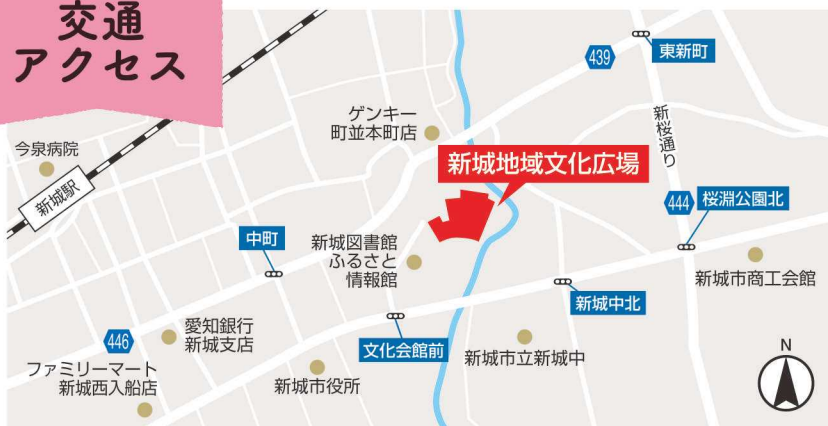 交通
アクセス
439
東新町
新桜通り
ゲンキー
町並本町店
今泉病院
新城駅
新城地域文化広場
444
桜淵公園北
中町
新城図書館
ふるさと
情報館
新城市商工会館
新城中北
446
愛知銀行
新城支店
文化会館前
新城市立新城中
ファミリーマート
新城西入船店
新城市役所
N